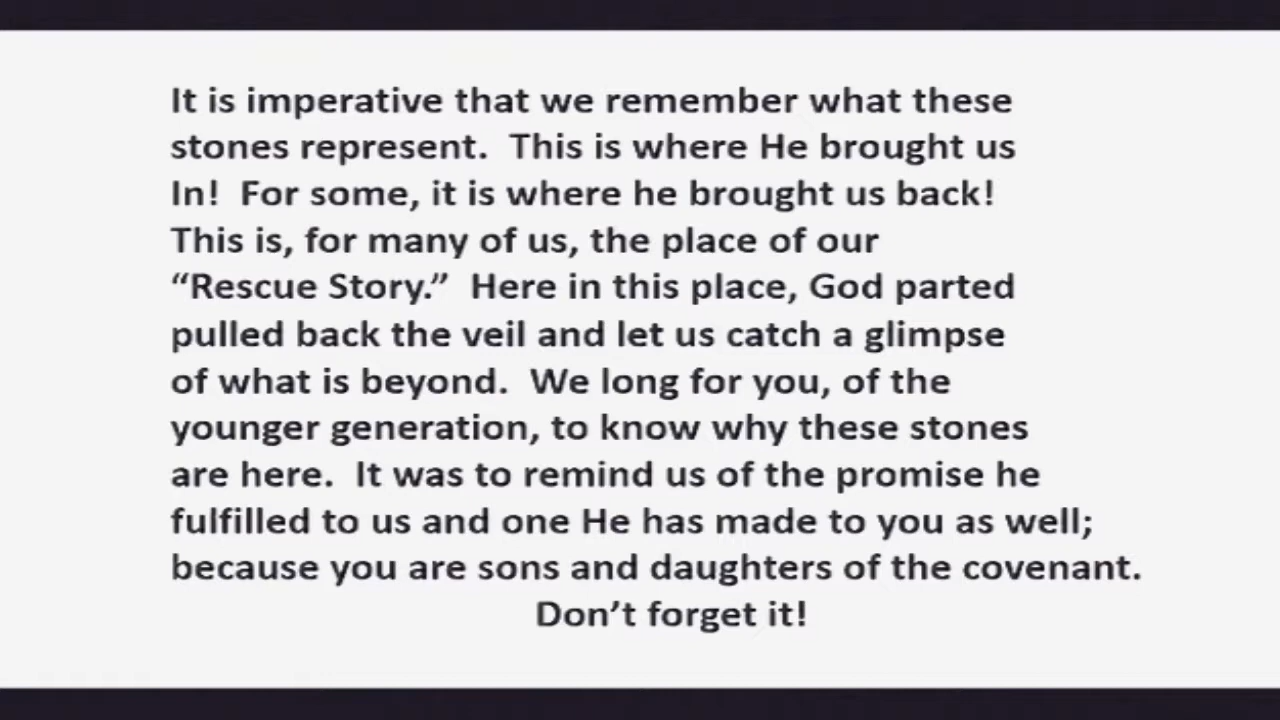 It is imperative that we remember what these
stones represent.  This is where He brought us
In!  For some, it is where he brought us back!
This is, for many of us, the place of our
“Rescue Story.”  Here in this place, God parted
pulled back the veil and let us catch a glimpse
of what is beyond.  We long for you, of the
younger generation, to know why these stones
are here.  It was to remind us of the promise he
fulfilled to us and one He has made to you as well;
because you are sons and daughters of the covenant.
Don’t forget it!